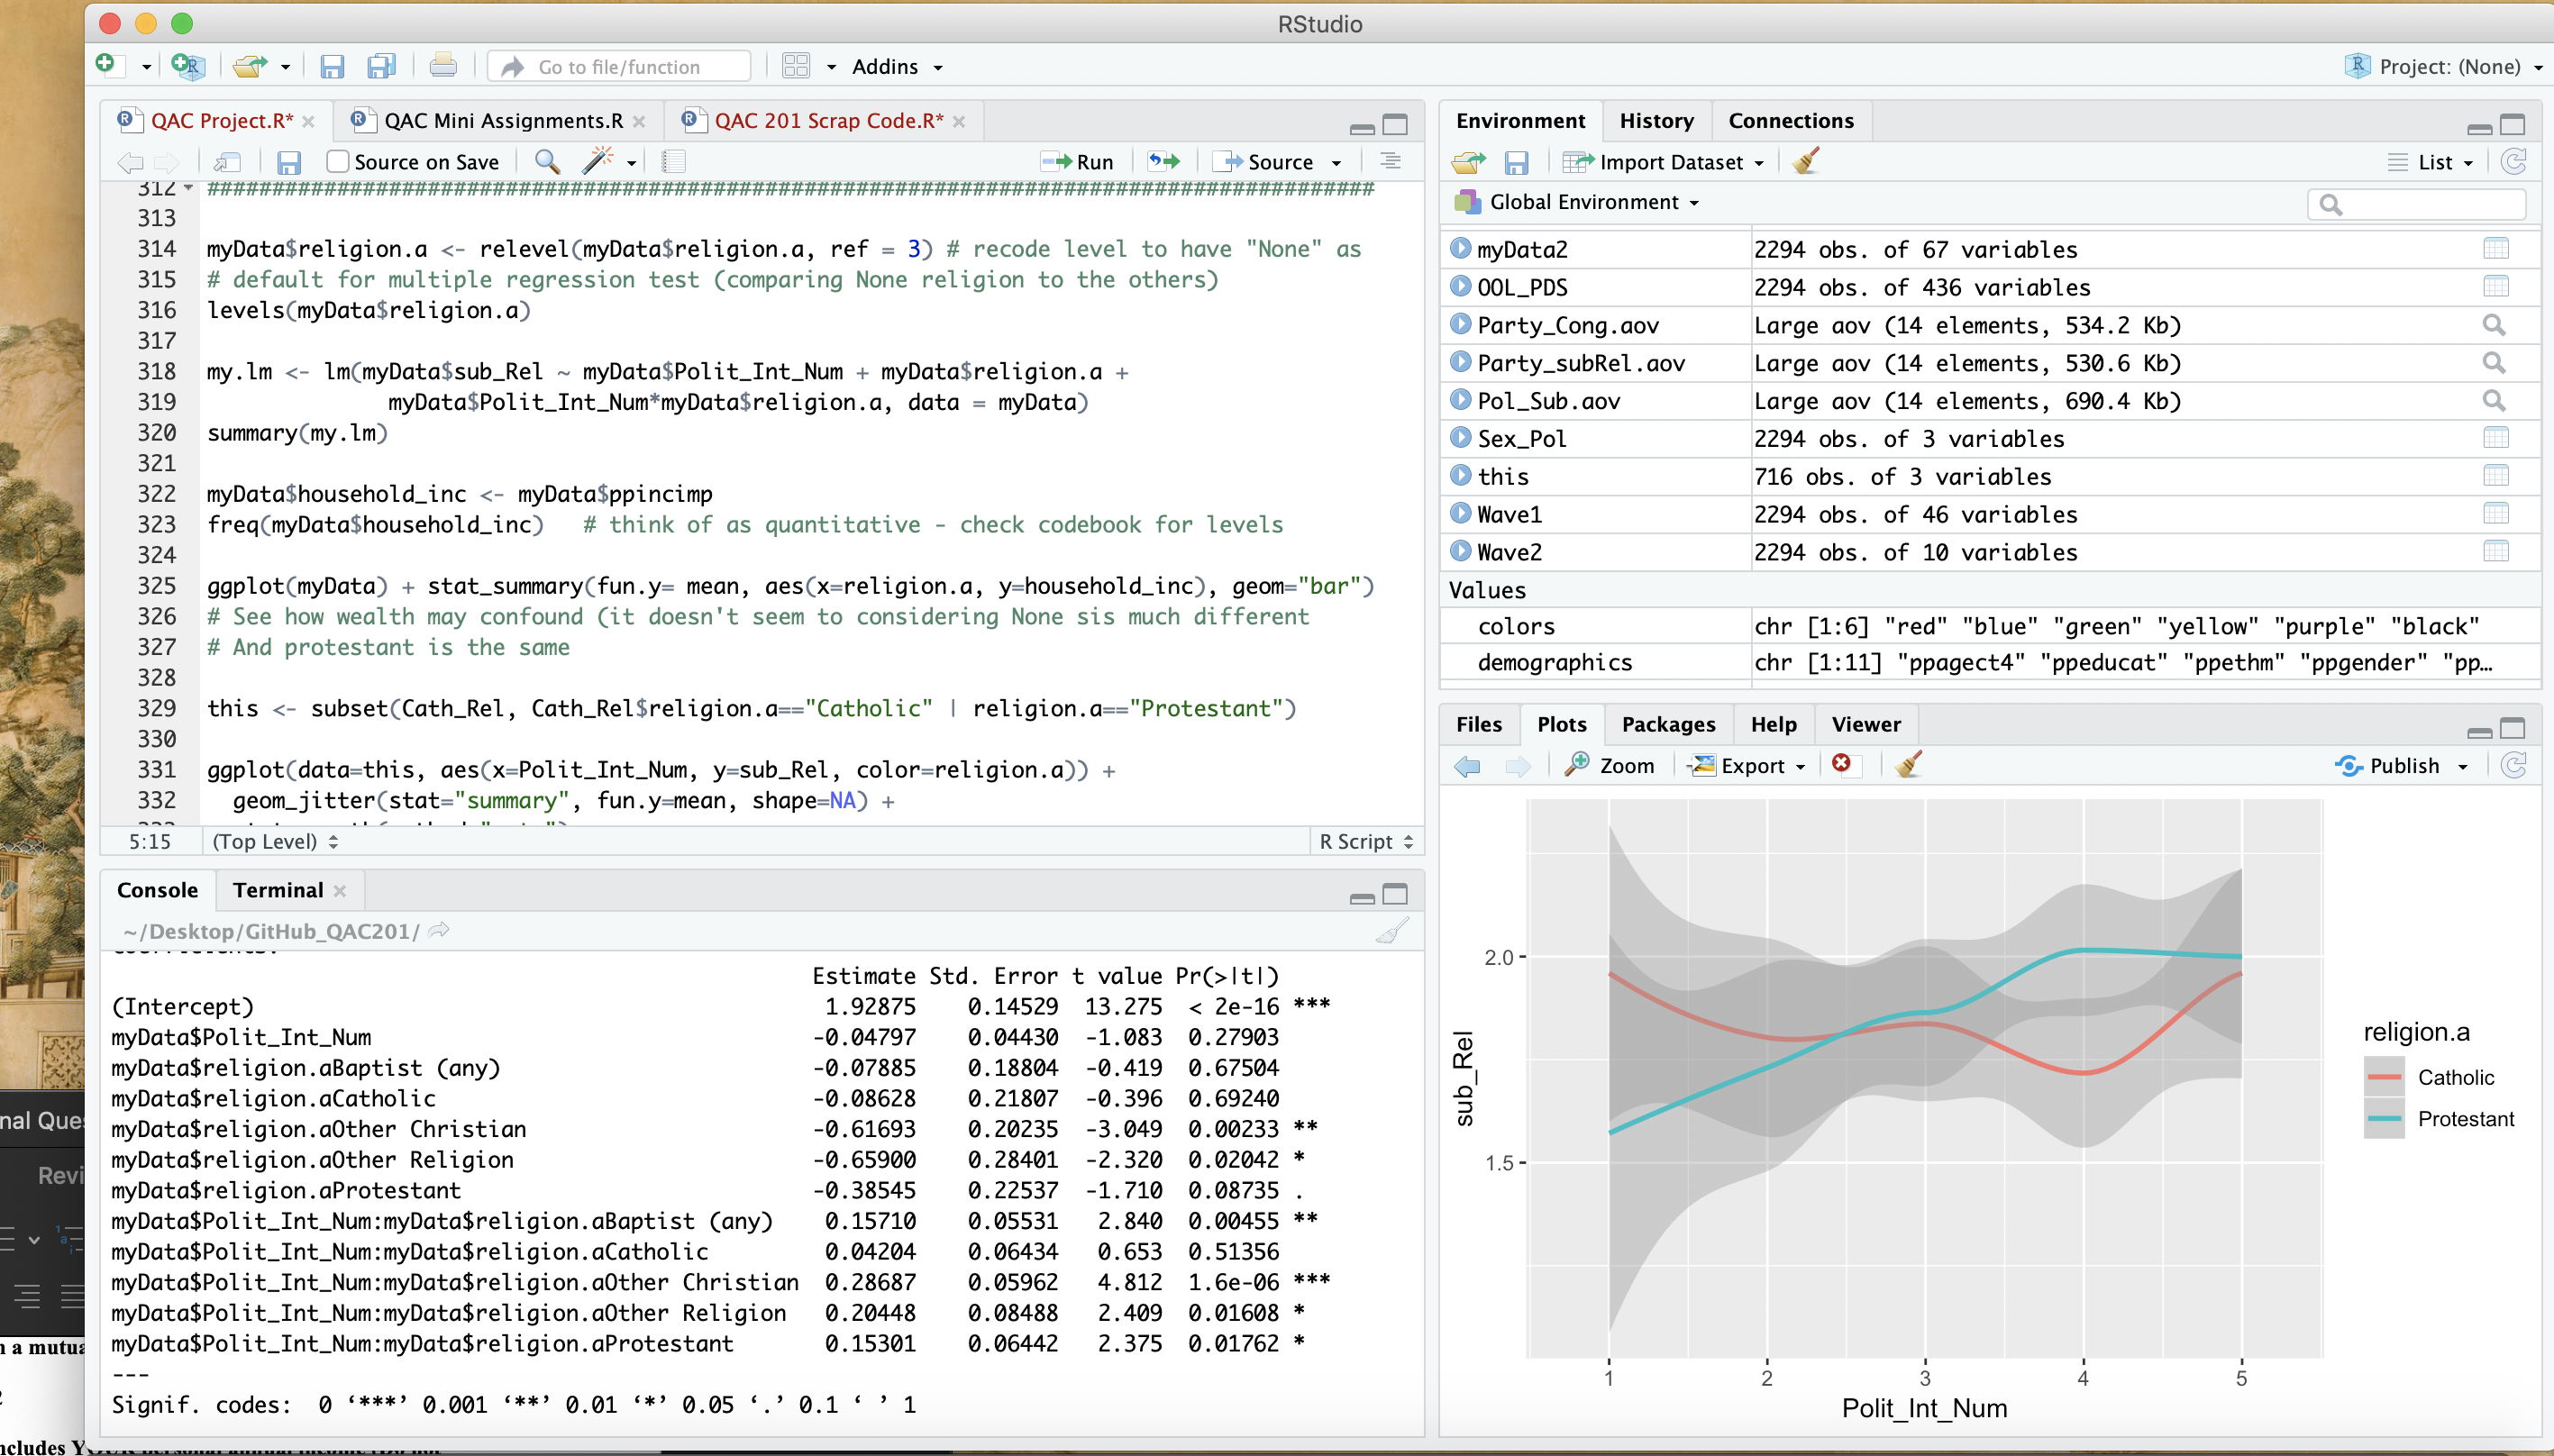 RStudio
Go to file/function
Addins
Project: (None)
QAC Project.R*
QAC Mini Assignments.R
QAC 201 Scrap Code.R*
Source on Save
Run
Source
312 ##########################################################################################
313
314 myData$religion.a <- relevel(myData$religion.a, ref = 3) # recode level to have "None" as
315 # default for multiple regression test (comparing None religion to the others)
316 levels(myData$religion.a)
317
318 my.lm <- lm(myData$sub_Rel ~ myData$Polit_Int_Num + myData$religion.a +
319 myData$Polit_Int_Num*myData$religion.a, data = myData)
320 summary(my.lm)
321
322 myData$household_inc <- myData$ppincimp
323 freq(myData$household_inc) # think of as quantitative - check codebook for levels
324
325 ggplot(myData) + stat_summary(fun.y= mean, aes(x=religion.a, y=household_inc), geom="bar")
326 # See how wealth may confound (it doesn't seem to considering None sis much different
327 # And protestant is the same
328
329 this <- subset(Cath_Rel, Cath_Rel$religion.a=="Catholic" | religion.a=="Protestant")
330
331 ggplot(data=this, aes(x=Polit_Int_Num, y=sub_Rel, color=religion.a)) +
332 geom_jitter(stat="summary", fun.y=mean, shape=NA) +
5:15 (Top Level) R Script
Console Terminal
~/Desktop/GitHub_QAC201/
Estimate Std. Error t value Pr(>|t|)
(Intercept) 1.92875 0.14529 13.275 < 2e-16 ***
myData$Polit_Int_Num -0.04797 0.04430 -1.083 0.27903
myData$religion.aBaptist (any) -0.07885 0.18804 -0.419 0.67504
myData$religion.aCatholic -0.08628 0.21807 -0.396 0.69240
myData$religion.aOther Christian -0.61693 0.20235 -3.049 0.00233 **
myData$religion.aOther Religion -0.65900 0.28401 -2.320 0.02042 *
myData$religion.aProtestant -0.38545 0.22537 -1.710 0.08735 .
myData$Polit_Int_Num:myData$religion.aBaptist (any) 0.15710 0.05531 2.840 0.00455 **
myData$Polit_Int_Num:myData$religion.aCatholic 0.04204 0.06434 0.653 0.51356
myData$Polit_Int_Num:myData$religion.aOther Christian 0.28687 0.05962 4.812 1.6e-06 ***
myData$Polit_Int_Num:myData$religion.aOther Religion 0.20448 0.08488 2.409 0.01608 *
myData$Polit_Int_Num:myData$religion.aProtestant 0.15301 0.06442 2.375 0.01762 *
---
Signif. codes: 0 ‘***’ 0.001 ‘**’ 0.01 ‘*’ 0.05 ‘.’ 0.1 ‘ ’ 1
Environment History Connections
Import Dataset
List
Global Environment
myData2 2294 obs. of 67 variables
OOL_PDS 2294 obs. of 436 variables
Party_Cong.aov Large aov (14 elements, 534.2 Kb)
Party_subRel.aov Large aov (14 elements, 530.6 Kb)
Pol_Sub.aov Large aov (14 elements, 690.4 Kb)
Sex_Pol 2294 obs. of 3 variables
this 716 obs. of 3 variables
Wave1 2294 obs. of 46 variables
Wave2 2294 obs. of 10 variables
Values
colors chr [1:6] "red" "blue" "green" "yellow" "purple" "black"
demographics chr [1:11] "ppagect4" "ppeducat" "ppethm" "ppgender" "pp…
Files Plots Packages Help Viewer
Zoom Export Publish
2.0
1.5
sub_Rel
1 2 3 4 5
Polit_Int_Num
religion.a
Catholic
Protestant
nal Que
Revi
a mutua